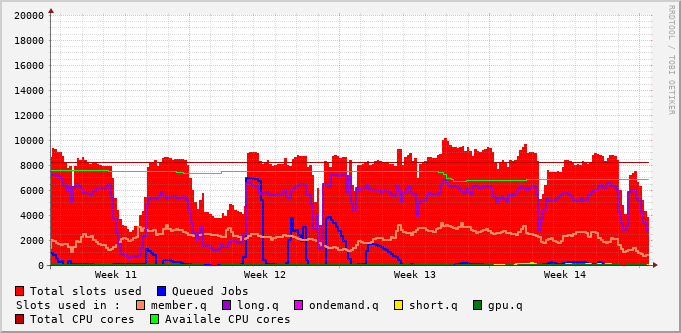 20000
18000
16000
14000
12000
10000
8000
6000
4000
2000
0
Week 11 Week 12 Week 13 Week 14
Total slots used Queued Jobs
Slots used in : member.q long.q ondemand.q short.q gpu.q
Total CPU cores Availale CPU cores
RRDTOOL / TOBI OETIKER